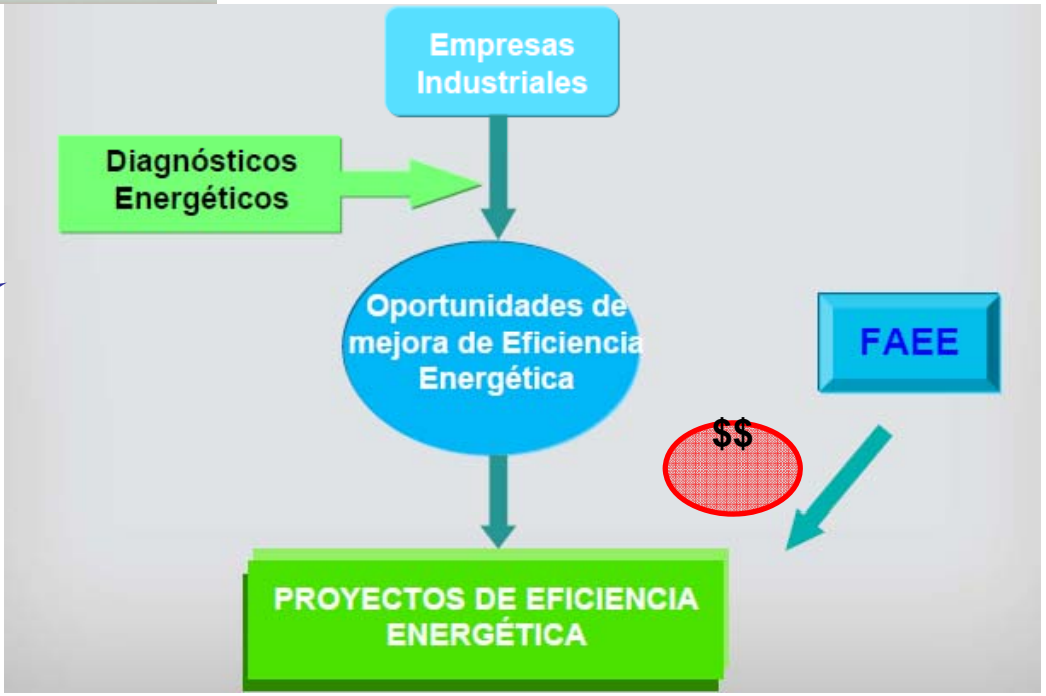 Empresas
Industriales
Diagnósticos
Energéticos
Oportunidades de
mejora de Eficiencia
Energética
FAEE
$$
PROYECTOS DE EFICIENCIA
ENERGÉTICA